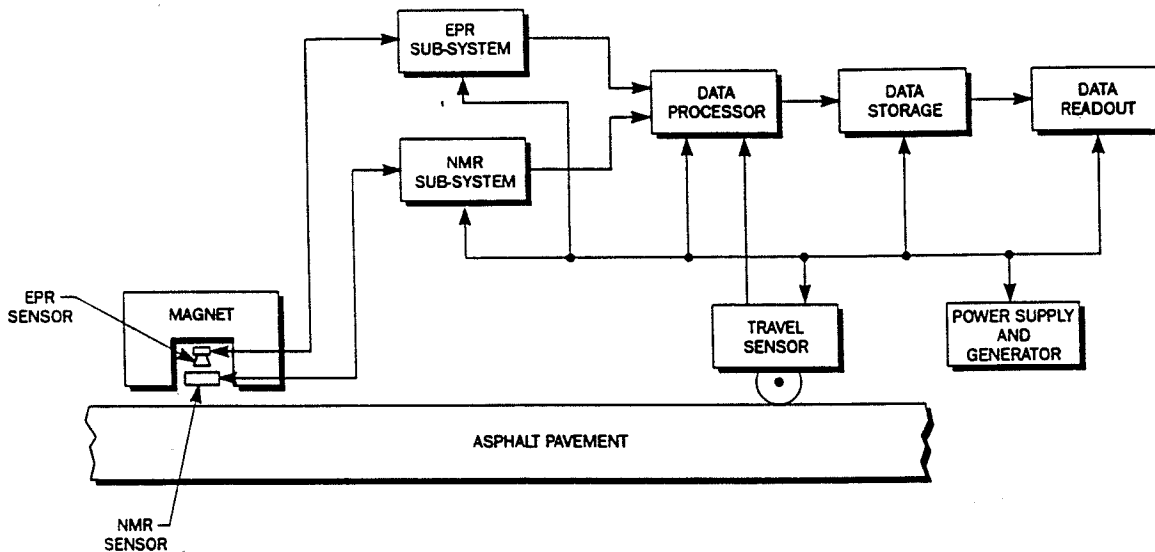 EPR
SUB-SYSTEM
DATA
PROCESSOR
DATA
STORAGE
DATA
READOUT
NMR
SUB-SYSTEM
EPR
SENSOR
MAGNET
TRAVEL
SENSOR
POWER SUPPLY
AND
GENERATOR
ASPHALT PAVEMENT
NMR
SENSOR